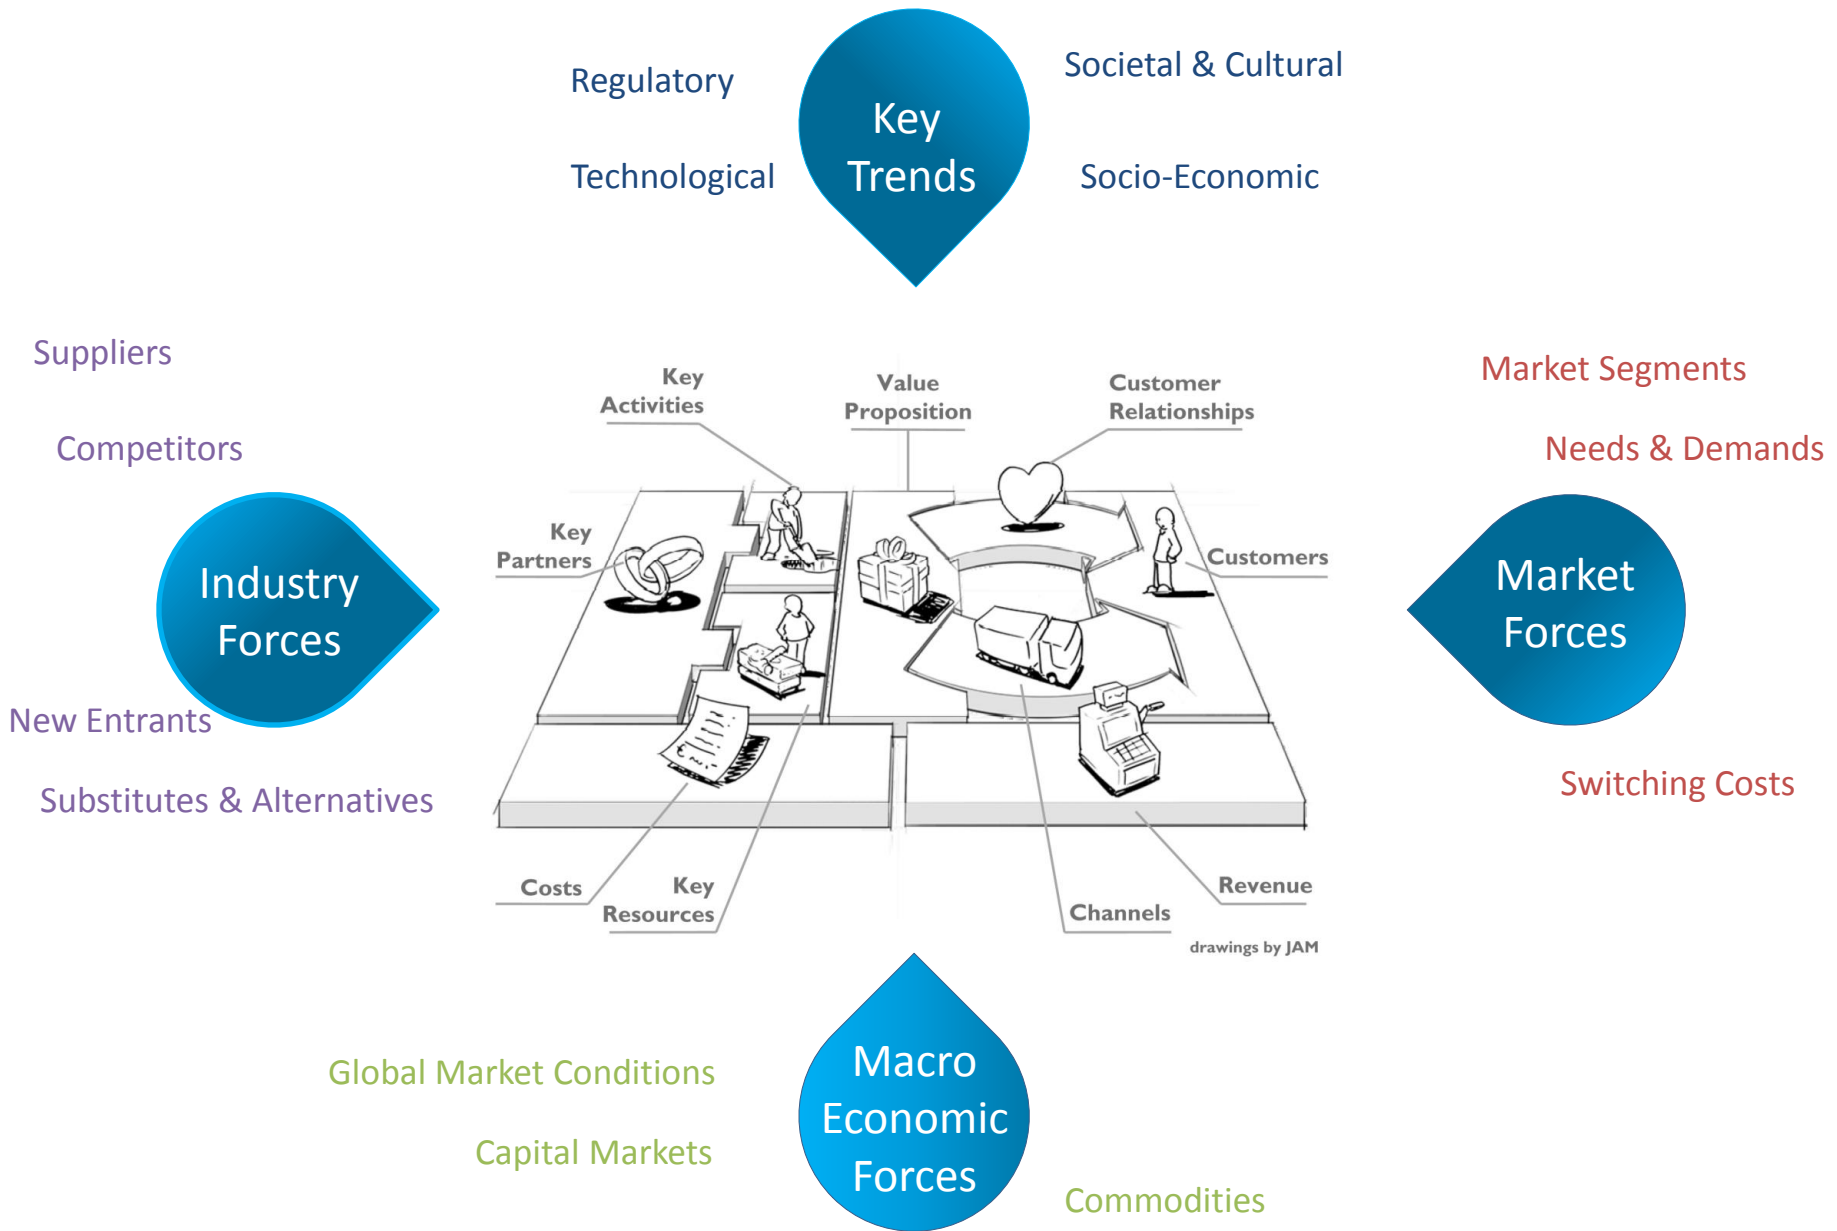 Regulatory
Societal & Cultural
Key
Trends
Technological
Socio-Economic
Suppliers
Competitors
Industry
Forces
New Entrants
Substitutes & Alternatives
Key
Activities
Value
Proposition
Customer
Relationships
Key
Partners
Customers
Costs
Key
Resources
Channels
Revenue
drawings by JAM
Market Segments
Needs & Demands
Market
Forces
Switching Costs
Global Market Conditions
Capital Markets
Macro
Economic
Forces
Commodities